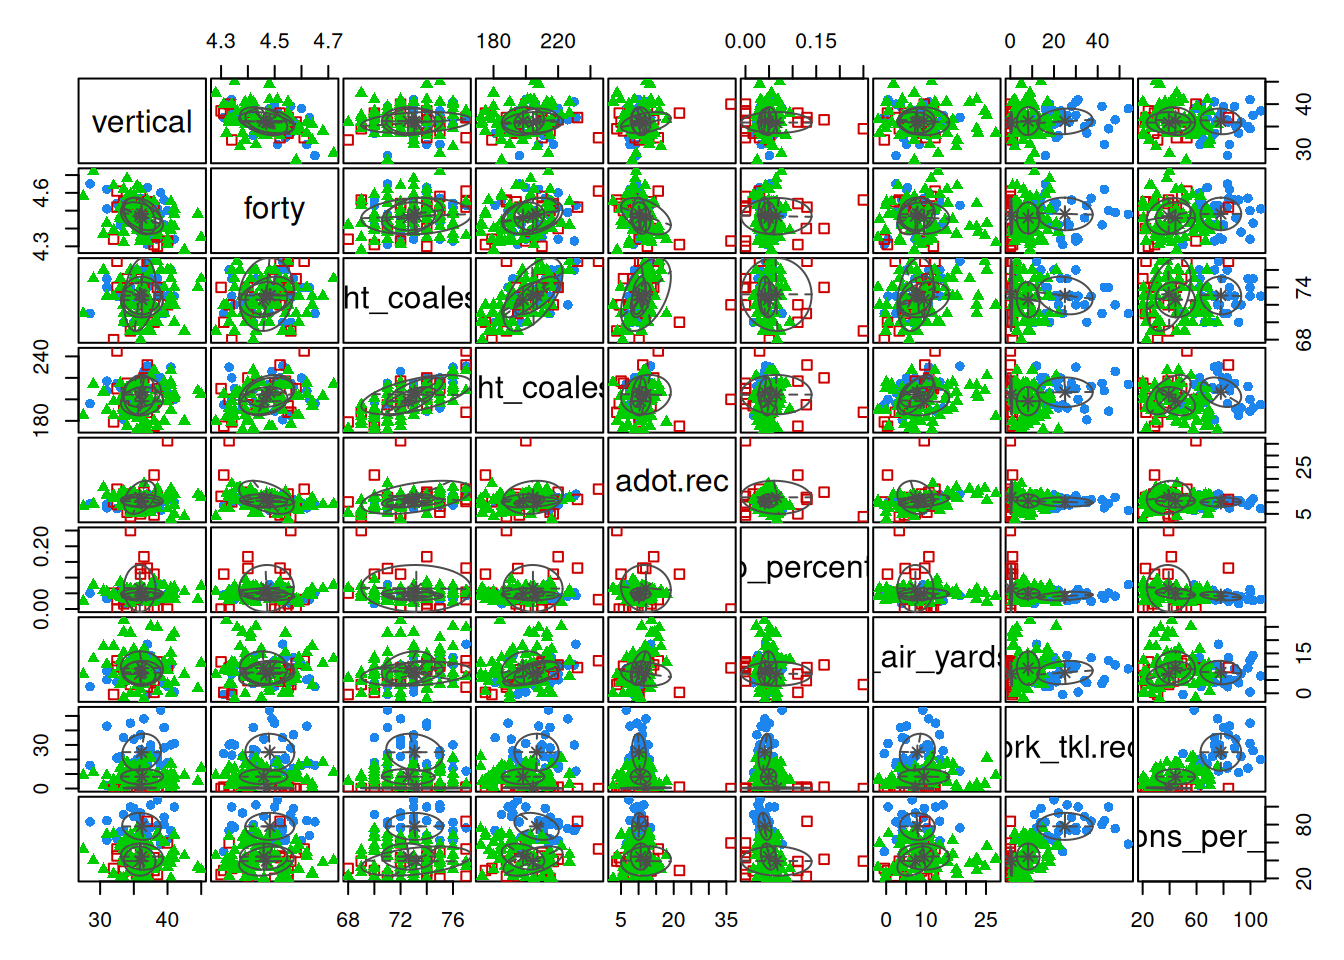 4.3 4.5 4.7 180 220 0.00 0.15 0 20 40
vertical 30 40
4.3 4.6 forty
ht_coales 68 74
180 240 ht_coales
adot.rec 5 25
0.00 0.20 p_percent
_air_yards 0 15
0 30 ork_tkl.rec
ons_per_ 20 80
30 40 68 72 76 5 20 35 0 10 25 20 60 100